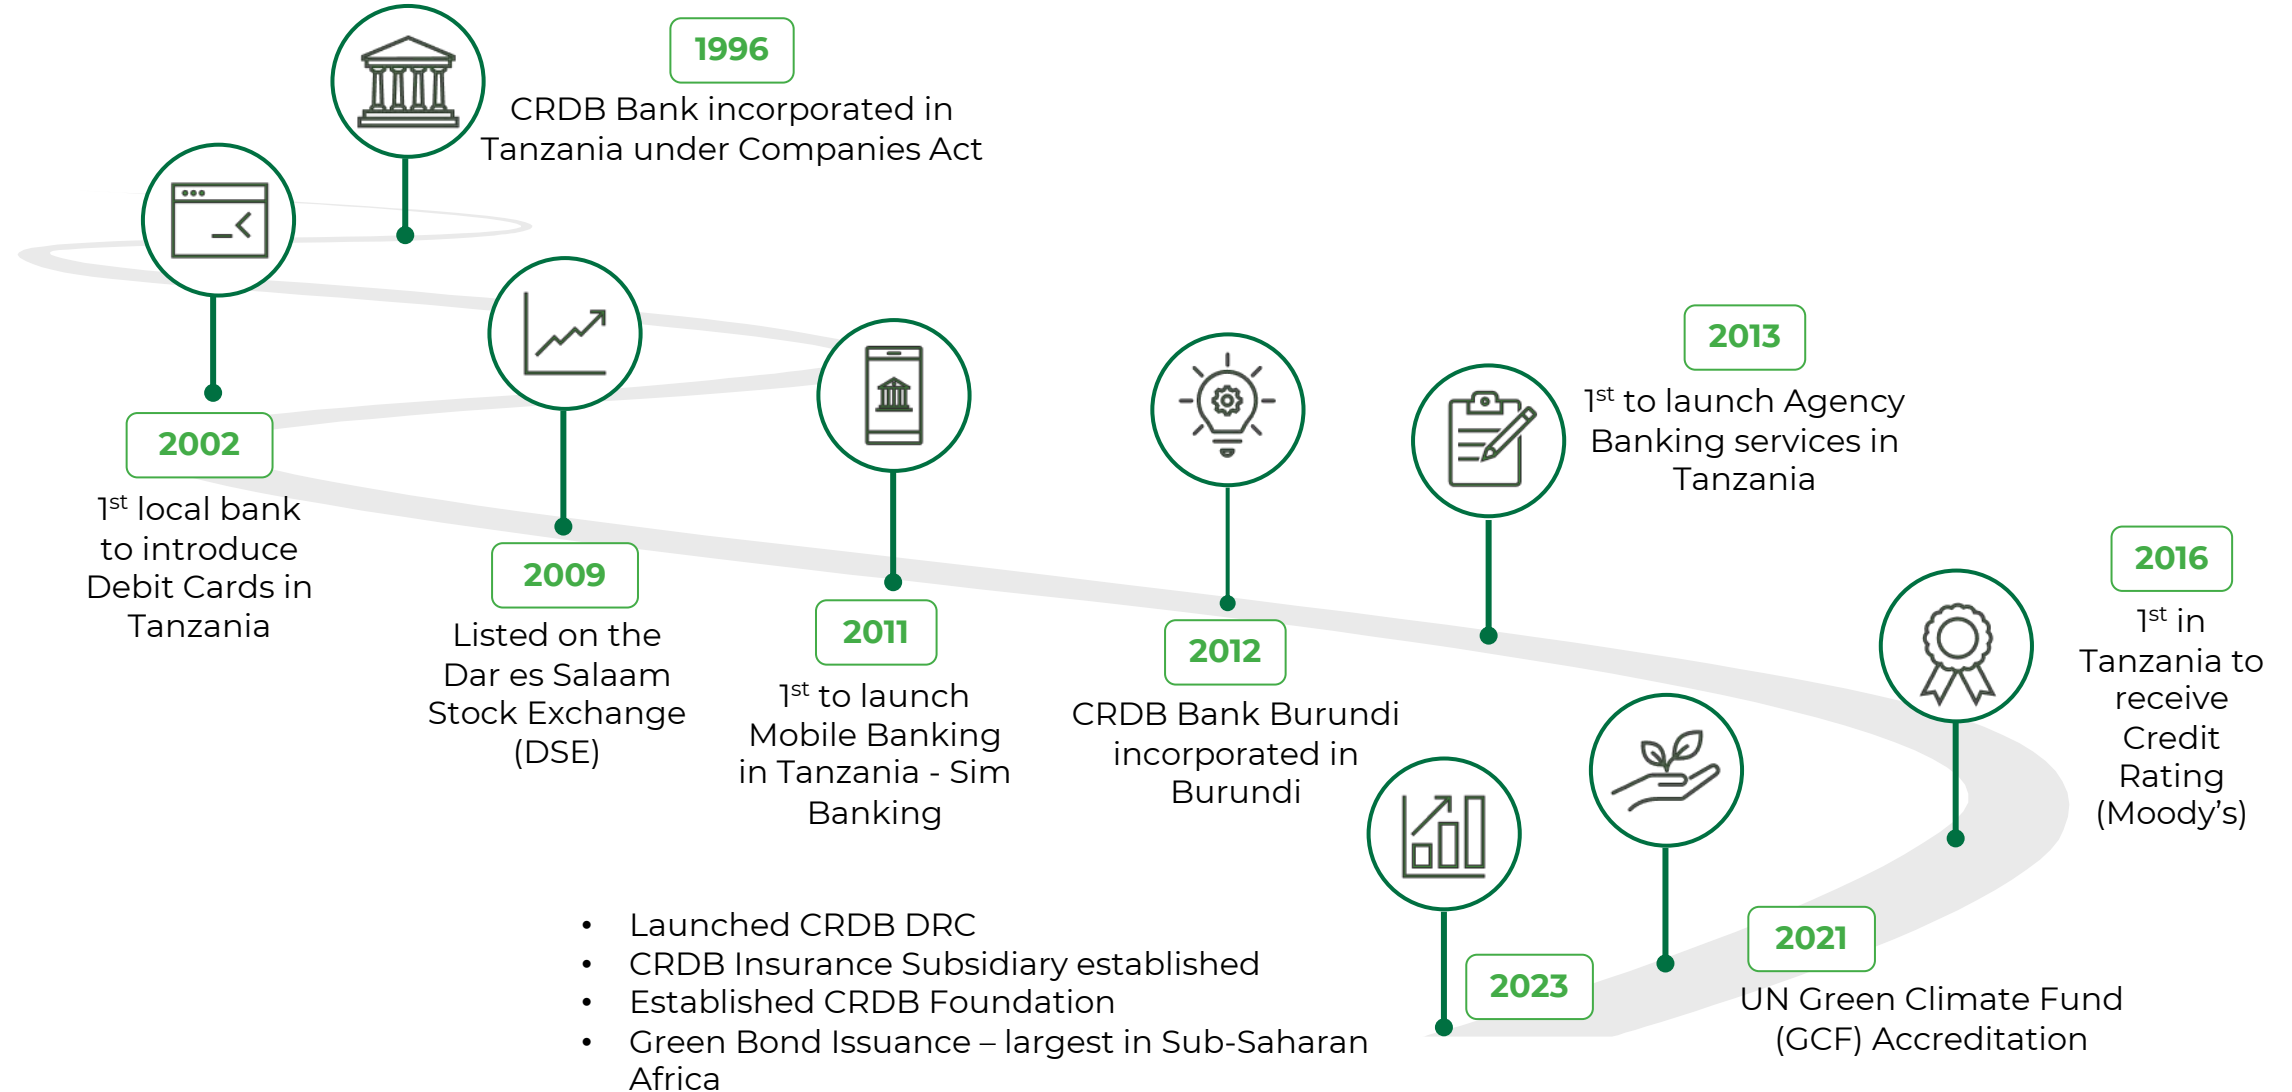 1996
CRDB Bank incorporated in
Tanzania under Companies Act
2002
1st local bank
to introduce
Debit Cards in
Tanzania
2009
Listed on the
Dar es Salaam
Stock Exchange
(DSE)
2011
1st to launch
Mobile Banking
in Tanzania - Sim
Banking
2012
CRDB Bank Burundi
incorporated in
Burundi
2013
1st to launch Agency
Banking services in
Tanzania
2016
1st in
Tanzania to
receive
Credit
Rating
(Moody’s)
2021
UN Green Climate Fund
(GCF) Accreditation
2023
• Launched CRDB DRC
• CRDB Insurance Subsidiary established
• Established CRDB Foundation
• Green Bond Issuance – largest in Sub-Saharan
Africa